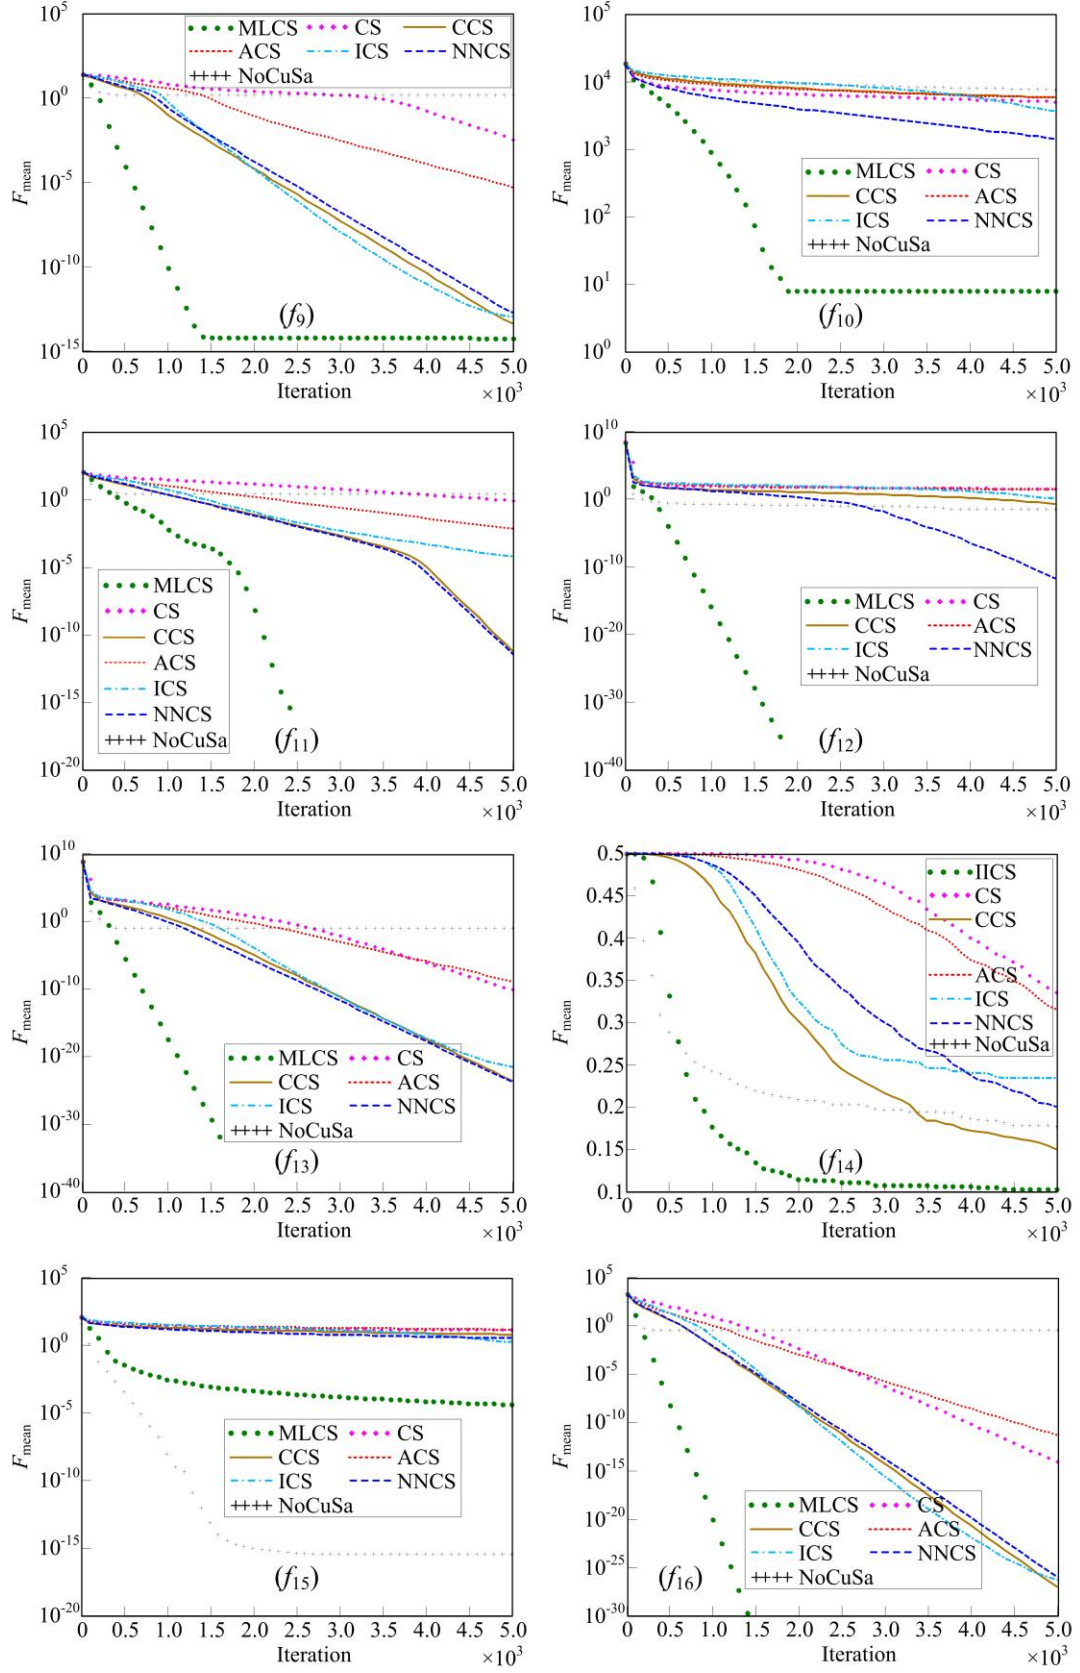 10^5
10^0
10^-5
10^-10
10^-15
F_mean
MLCS CS CCS
ACS ICS NNCS
NoCuSa
(f_9)
0 0.5 1.0 1.5 2.0 2.5 3.0 3.5 4.0 4.5 5.0
Iteration ×10^3
10^5
10^4
10^3
10^2
10^1
10^0
F_mean
MLCS CS
CCS ACS
ICS NNCS
NoCuSa
(f_10)
0 0.5 1.0 1.5 2.0 2.5 3.0 3.5 4.0 4.5 5.0
Iteration ×10^3
10^5
10^0
10^-5
10^-10
10^-15
10^-20
F_mean
MLCS
CS
CCS
ACS
ICS
NNCS
NoCuSa
(f_11)
0 0.5 1.0 1.5 2.0 2.5 3.0 3.5 4.0 4.5 5.0
Iteration ×10^3
10^10
10^0
10^-10
10^-20
10^-30
10^-40
F_mean
MLCS CS
CCS ACS
ICS NNCS
NoCuSa
(f_12)
0 0.5 1.0 1.5 2.0 2.5 3.0 3.5 4.0 4.5 5.0
Iteration ×10^3
10^10
10^0
10^-10
10^-20
10^-30
10^-40
F_mean
MLCS CS
CCS ACS
ICS NNCS
NoCuSa
(f_13)
0 0.5 1.0 1.5 2.0 2.5 3.0 3.5 4.0 4.5 5.0
Iteration ×10^3
0.5
0.45
0.4
0.35
0.3
0.25
0.2
0.15
0.1
F_mean
IICS
CS
CCS
ACS
ICS
NNCS
NoCuSa
(f_14)
0 0.5 1.0 1.5 2.0 2.5 3.0 3.5 4.0 4.5 5.0
Iteration ×10^3
10^5
10^0
10^-5
10^-10
10^-15
10^-20
F_mean
MLCS CS
CCS ACS
ICS NNCS
NoCuSa
(f_15)
0 0.5 1.0 1.5 2.0 2.5 3.0 3.5 4.0 4.5 5.0
Iteration ×10^3
10^5
10^0
10^-5
10^-10
10^-15
10^-20
10^-25
10^-30
F_mean
MLCS CS
CCS ACS
ICS NNCS
NoCuSa
(f_16)
0 0.5 1.0 1.5 2.0 2.5 3.0 3.5 4.0 4.5 5.0
Iteration ×10^3